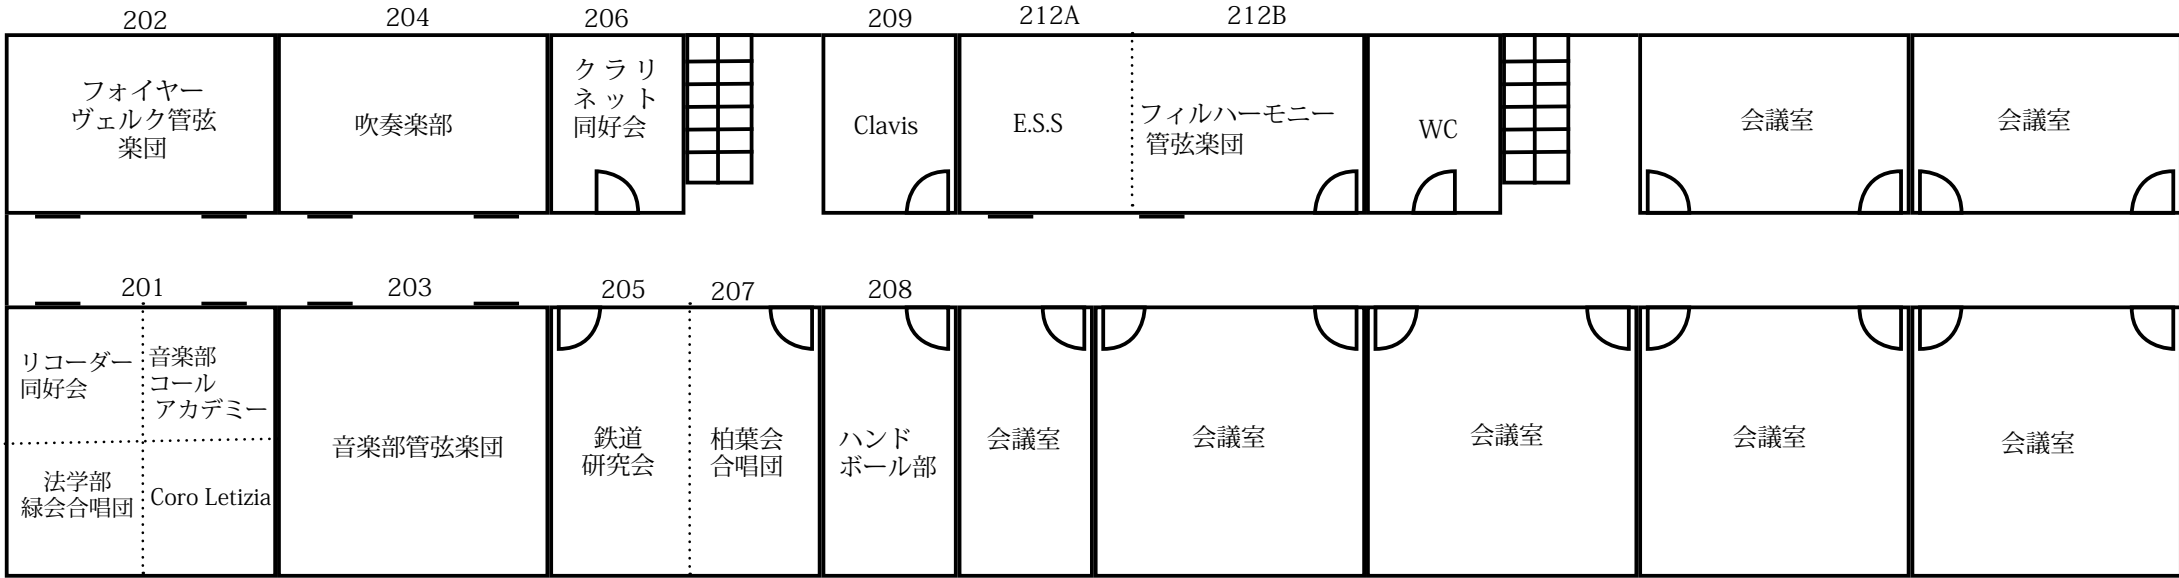 202
204
206
209
212A
212B
フォイヤー
ヴェルク管弦
楽団
吹奏楽部
クラリ
ネット
同好会
Clavis
E.S.S
フィルハーモニー
管弦楽団
WC
会議室
会議室
201
203
205
207
208
リコーダー
同好会
音楽部
コール
アカデミー
法学部
緑会合唱団
Coro Letizia
音楽部管弦楽団
鉄道
研究会
柏葉会
合唱団
ハンド
ボール部
会議室
会議室
会議室
会議室
会議室